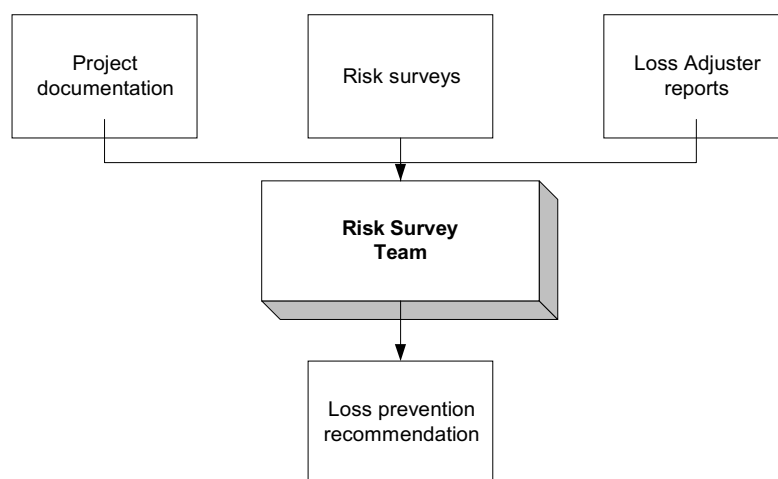 Project
documentation
Risk surveys
Loss Adjuster
reports
Risk Survey
Team
Loss prevention
recommendation